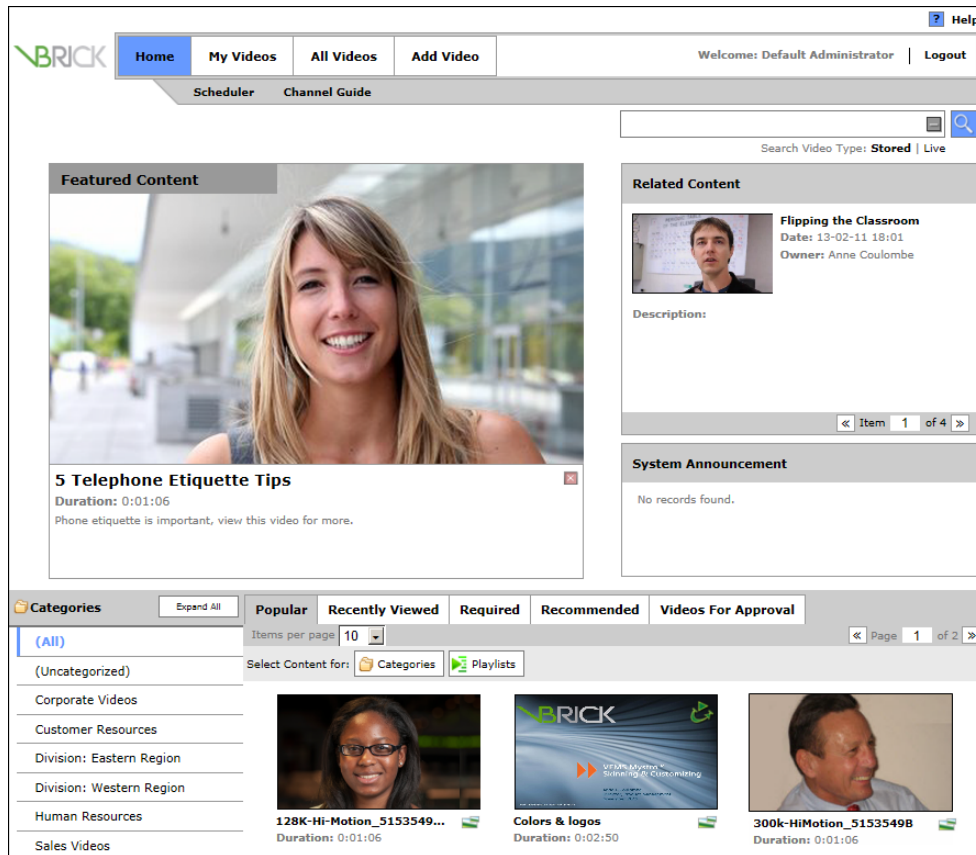 ? Help
VBRICK Home My Videos All Videos Add Video Welcome: Default Administrator Logout
Scheduler Channel Guide
Search Video Type: Stored | Live
Featured Content
5 Telephone Etiquette Tips
Duration: 0:01:06
Phone etiquette is important, view this video for more.
Related Content
Flipping the Classroom
Date: 13-02-11 18:01
Owner: Anne Coulombe
Description:
« Item 1 of 4 »
System Announcement
No records found.
Categories Expand All
(All)
(Uncategorized)
Corporate Videos
Customer Resources
Division: Eastern Region
Division: Western Region
Human Resources
Sales Videos
Popular Recently Viewed Required Recommended Videos For Approval
Items per page 10 « Page 1 of 2 »
Select Content for: Categories Playlists
128K-Hi-Motion_5153549...
Duration: 0:01:06
VBRICK
VEMS Mystro
Skinning & Customizing
Colors & logos
Duration: 0:02:50
300k-HiMotion_5153549B
Duration: 0:01:06